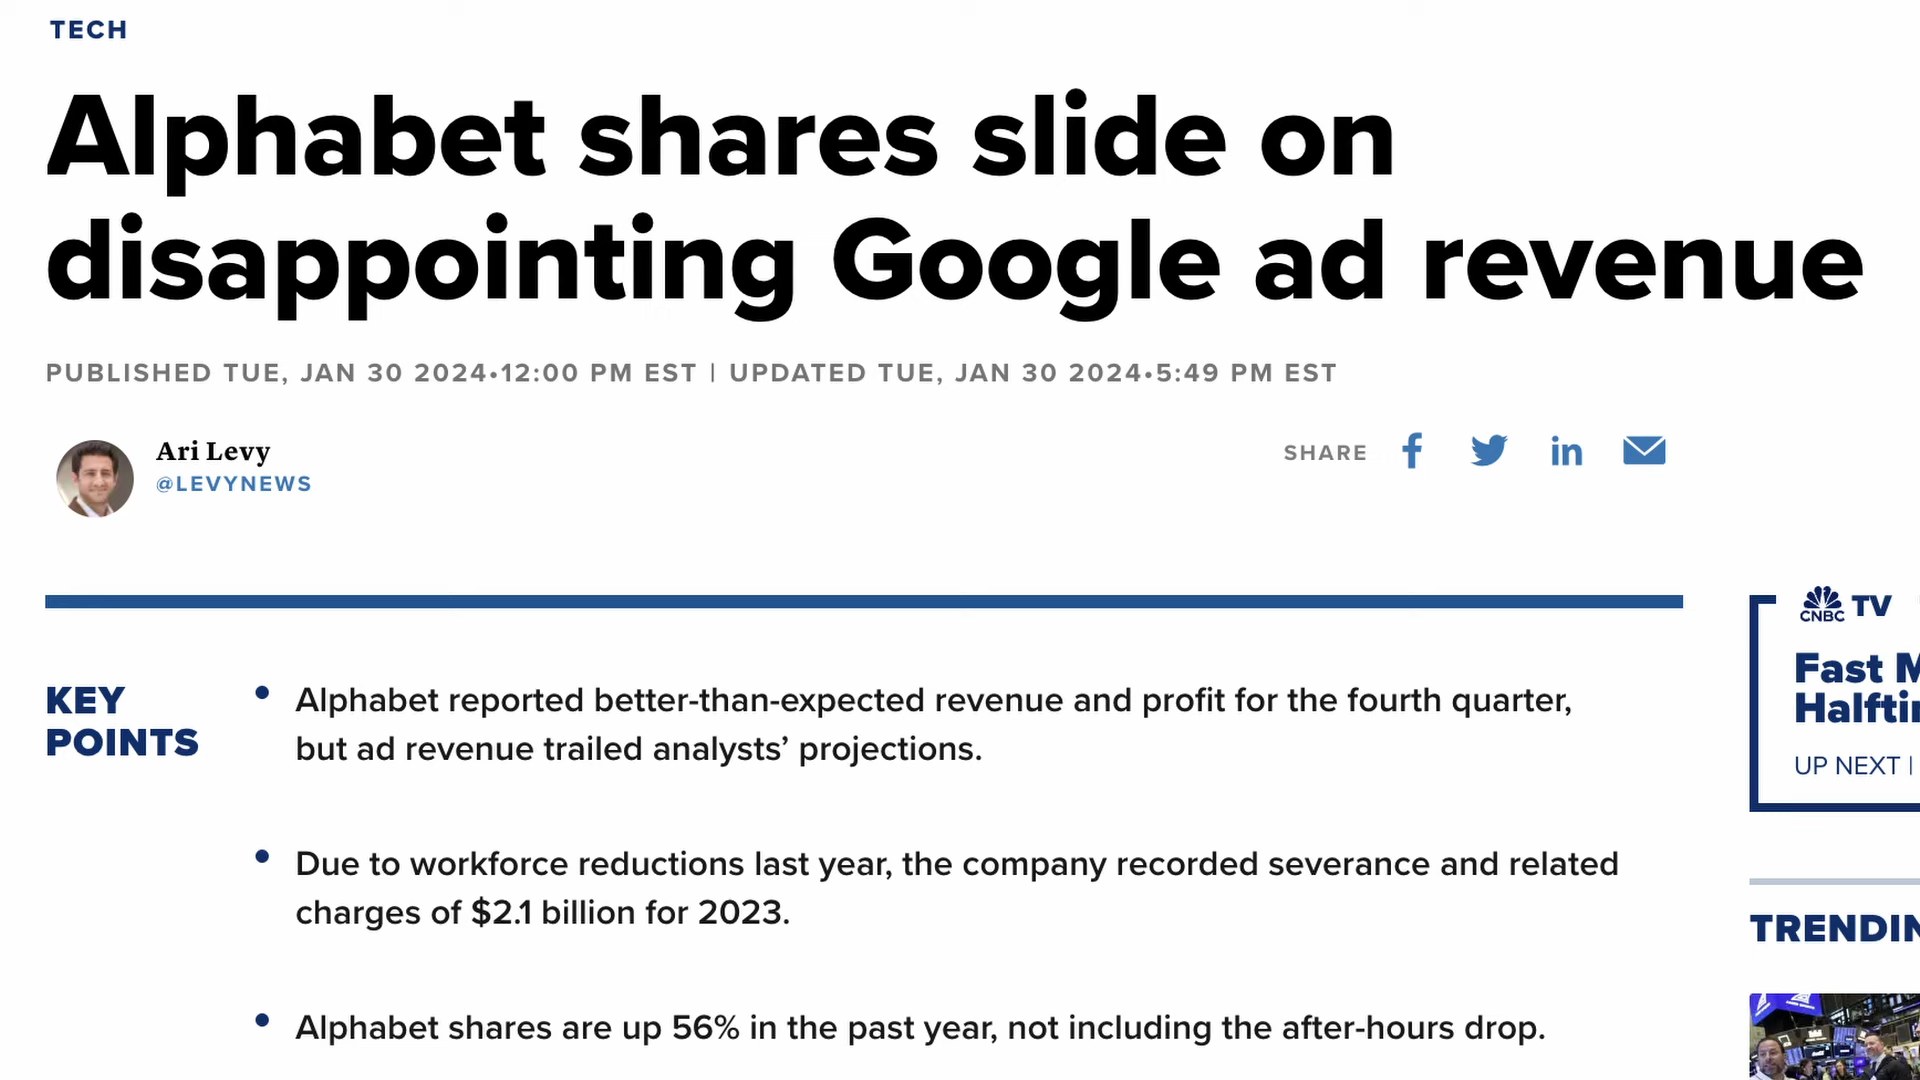 TECH
Alphabet shares slide on
disappointing Google ad revenue
PUBLISHED TUE, JAN 30 2024•12:00 PM EST | UPDATED TUE, JAN 30 2024•5:49 PM EST
Ari Levy
@LEVYNEWS
SHARE
KEY
POINTS
• Alphabet reported better-than-expected revenue and profit for the fourth quarter,
but ad revenue trailed analysts’ projections.
• Due to workforce reductions last year, the company recorded severance and related
charges of $2.1 billion for 2023.
• Alphabet shares are up 56% in the past year, not including the after-hours drop.
CNBC TV
Fast
UP NEXT |